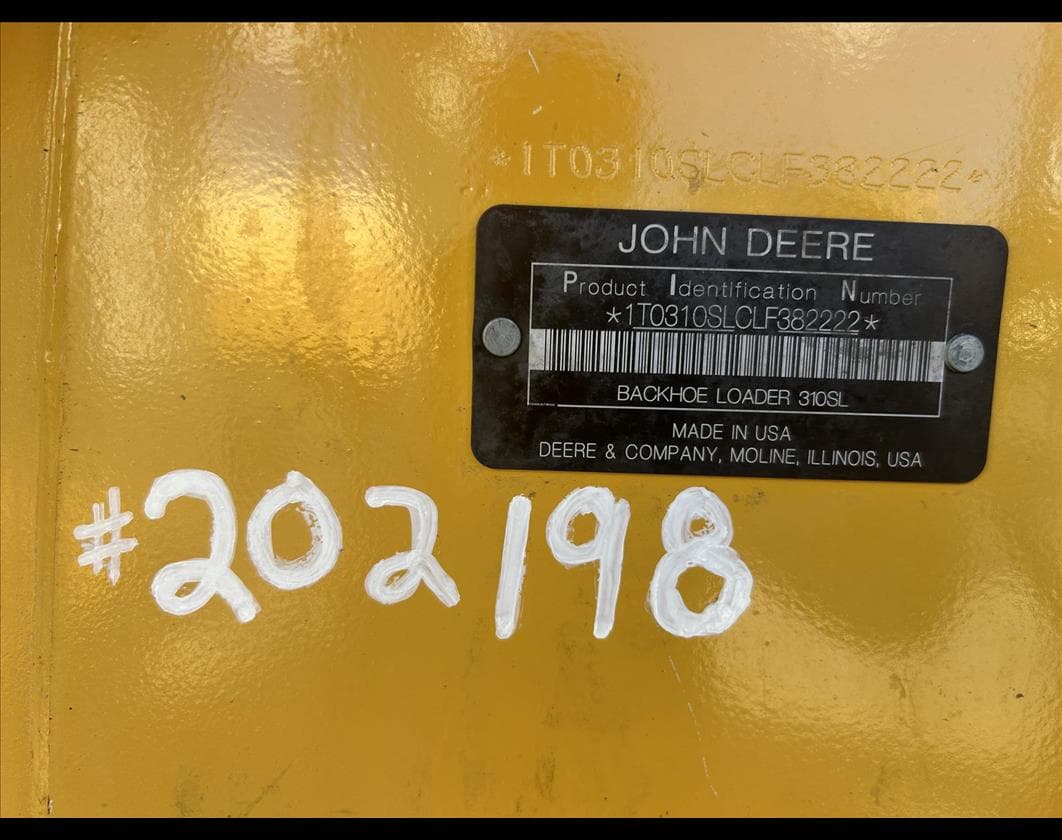 *1T0310SLCLF382222*
JOHN DEERE
Product Identification Number
*1T0310SLCLF382222*
BACKHOE LOADER 310SL
MADE IN USA
DEERE & COMPANY, MOLINE, ILLINOIS, USA
#202198